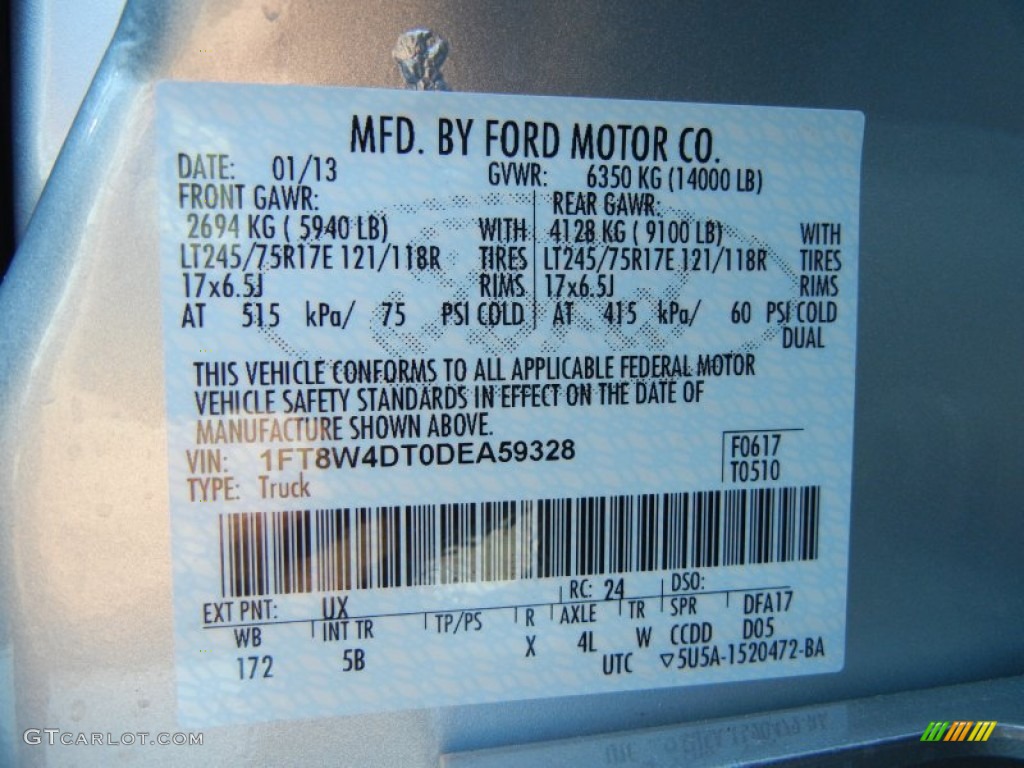 MFD. BY FORD MOTOR CO.
DATE: 01/13 GVWR: 6350 KG (14000 LB)
FRONT GAWR: REAR GAWR:
2694 KG ( 5940 LB) WITH 4128 KG ( 9100 LB) WITH
LT245/75R17E 121/118R TIRES LT245/75R17E 121/118R TIRES
17x6.5J RIMS 17x6.5J RIMS
AT 515 kPa/ 75 PSI COLD AT 415 kPa/ 60 PSI COLD
DUAL
THIS VEHICLE CONFORMS TO ALL APPLICABLE FEDERAL MOTOR
VEHICLE SAFETY STANDARDS IN EFFECT ON THE DATE OF
MANUFACTURE SHOWN ABOVE.
VIN: 1FT8W4DT0DEA59328 F0617
TYPE: Truck T0510
EXT PNT: UX RC: 24 DSO:
WB INT TR TP/PS R AXLE TR SPR DFA17
172 5B X 4L W CCDD D05
UTC ▽5U5A-1520472-BA
GTCARLOT.COM